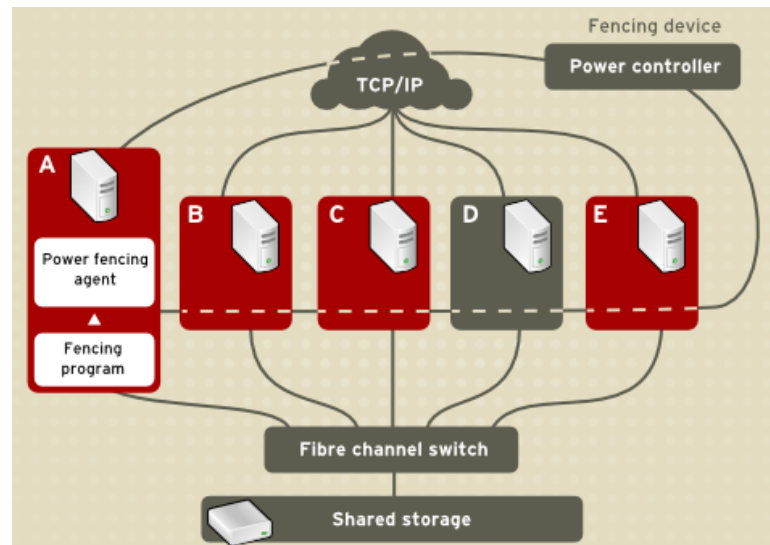 Fencing device
Power controller
TCP/IP
A
B
C
D
E
Power fencing
agent
Fencing
program
Fibre channel switch
Shared storage